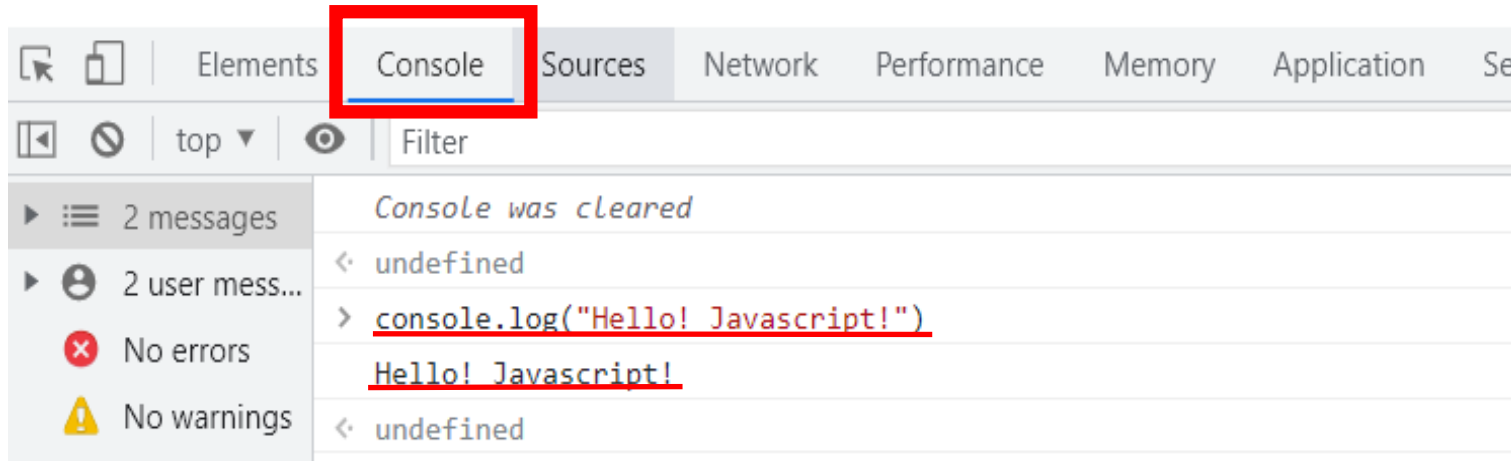 Elements Console Sources Network Performance Memory Application Se
top Filter
2 messages
2 user mess...
No errors
No warnings
Console was cleared
undefined
console.log("Hello! Javascript!")
Hello! Javascript!
undefined